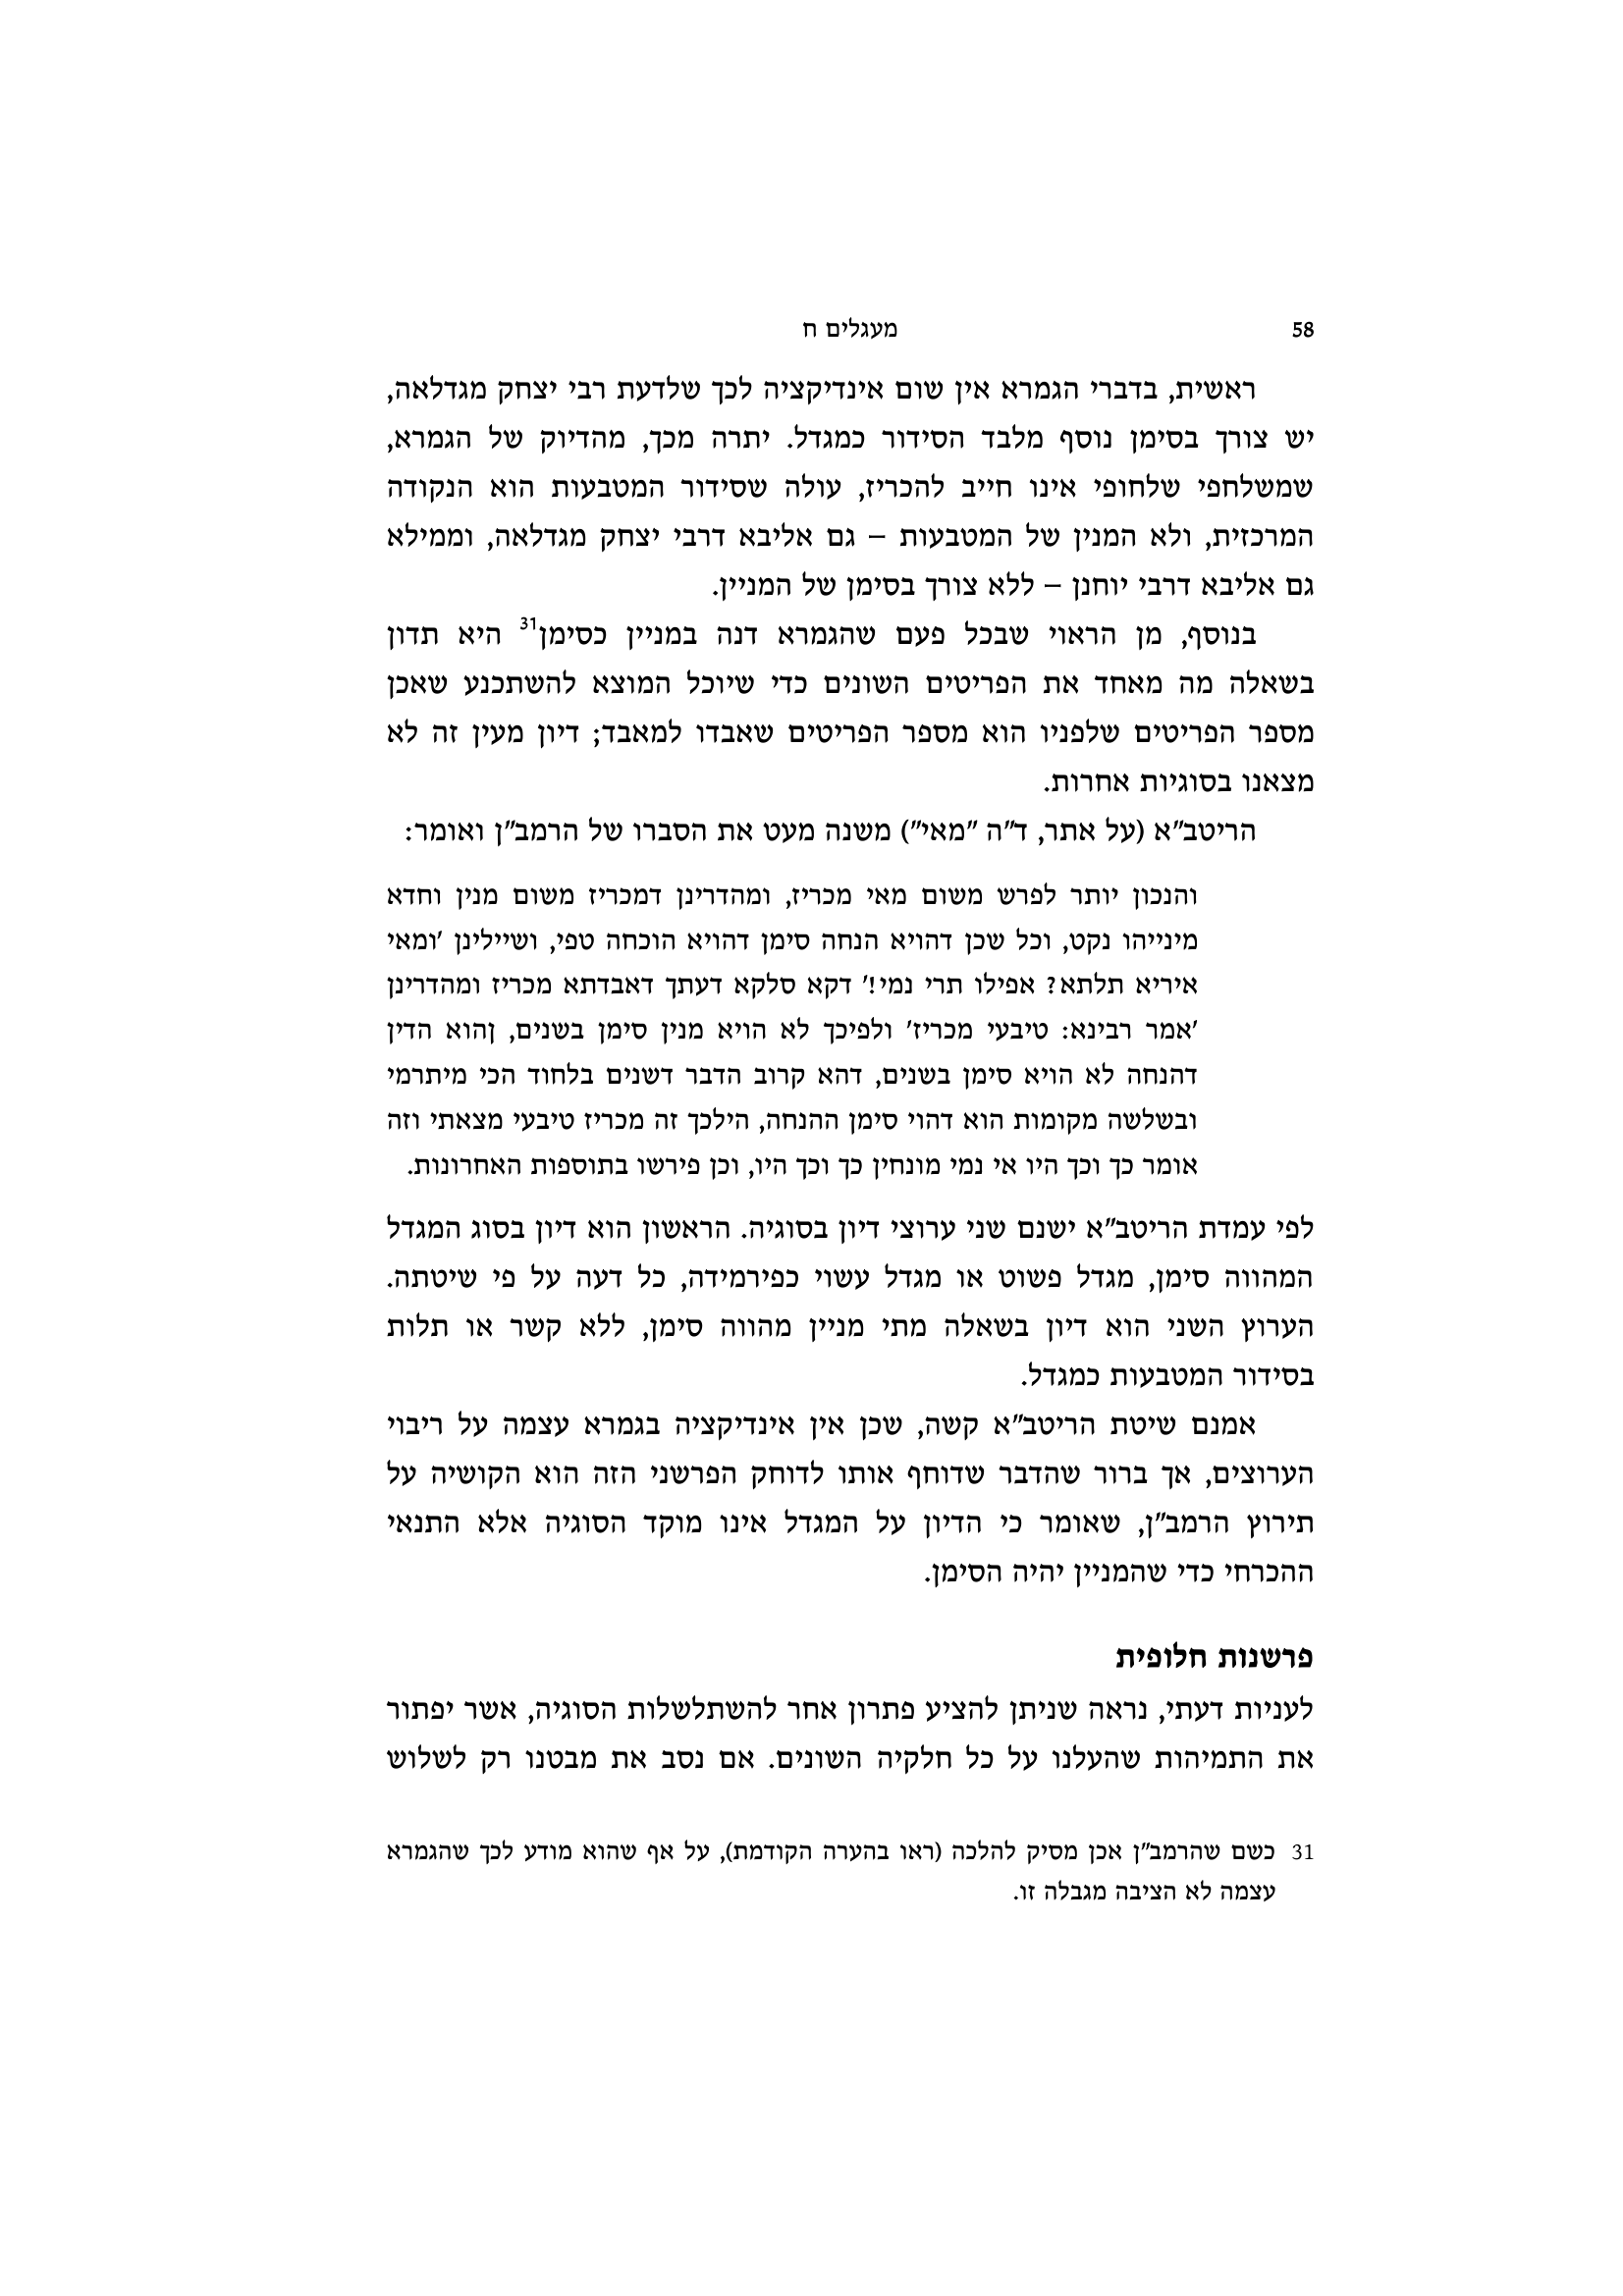 58 מעגלים ח
ראשית, בדברי הגמרא אין שום אינדיקציה לכך שלדעת רבי יצחק מגדלאה,
יש צורך בסימן נוסף מלבד הסידור כמגדל. יתרה מכך, מהדיוק של הגמרא,
שמשלחפי שלחופי אינו חייב להכריז, עולה שסידור המטבעות הוא הנקודה
המרכזית, ולא המנין של המטבעות – גם אליבא דרבי יצחק מגדלאה, וממילא
גם אליבא דרבי יוחנן – ללא צורך בסימן של המניין.
בנוסף, מן הראוי שבכל פעם שהגמרא דנה במניין כסימן31 היא תדון
בשאלה מה מאחד את הפריטים השונים כדי שיוכל המוצא להשתכנע שאכן
מספר הפריטים שלפניו הוא מספר הפריטים שאבדו למאבד; דיון מעין זה לא
מצאנו בסוגיות אחרות.
הריטב"א (על אתר, ד"ה "מאי") משנה מעט את הסברו של הרמב"ן ואומר:
והנכון יותר לפרש משום מאי מכריז, ומהדרינן דמכריז משום מנין וחדא
מינייהו נקט, וכל שכן דהויא הנחה סימן דהויא הוכחה טפי, ושיילינן 'ומאי
איריא תלתא? אפילו תרי נמי!' דקא סלקא דעתך דאבדתא מכריז ומהדרינן
'אמר רבינא: טיבעי מכריז' ולפיכך לא הויא מנין סימן בשנים, ןהוא הדין
דהנחה לא הויא סימן בשנים, דהא קרוב הדבר דשנים בלחוד הכי מיתרמי
ובשלשה מקומות הוא דהוי סימן ההנחה, הילכך זה מכריז טיבעי מצאתי וזה
אומר כך וכך היו אי נמי מונחין כך וכך היו, וכן פירשו בתוספות האחרונות.
לפי עמדת הריטב"א ישנם שני ערוצי דיון בסוגיה. הראשון הוא דיון בסוג המגדל
המהווה סימן, מגדל פשוט או מגדל עשוי כפירמידה, כל דעה על פי שיטתה.
הערוץ השני הוא דיון בשאלה מתי מניין מהווה סימן, ללא קשר או תלות
בסידור המטבעות כמגדל.
אמנם שיטת הריטב"א קשה, שכן אין אינדיקציה בגמרא עצמה על ריבוי
הערוצים, אך ברור שהדבר שדוחף אותו לדוחק הפרשני הזה הוא הקושיה על
תירוץ הרמב"ן, שאומר כי הדיון על המגדל אינו מוקד הסוגיה אלא התנאי
ההכרחי כדי שהמניין יהיה הסימן.
פרשנות חלופית
לעניות דעתי, נראה שניתן להציע פתרון אחר להשתלשלות הסוגיה, אשר יפתור
את התמיהות שהעלנו על כל חלקיה השונים. אם נסב את מבטנו רק לשלוש
31 כשם שהרמב"ן אכן מסיק להלכה (ראו בהערה הקודמת), על אף שהוא מודע לכך שהגמרא
עצמה לא הציבה מגבלה זו.